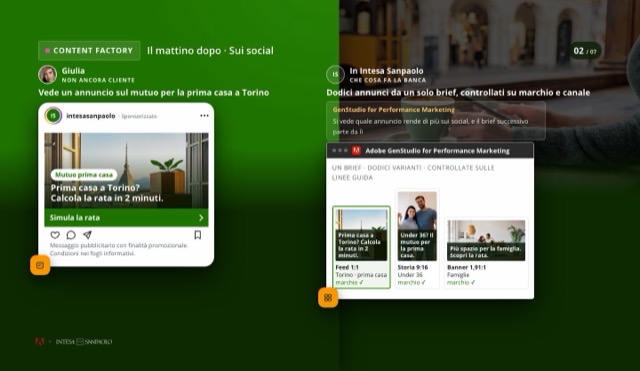 CONTENT FACTORY
Il mattino dopo · Sui social
02 / 07
Giulia
NON ANCORA CLIENTE
Vede un annuncio sul mutuo per la prima casa a Torino
IS
intesasanpaolo · Sponsorizzato
Mutuo prima casa
Prima casa a Torino?
Calcola la rata in 2 minuti.
Simula la rata
Messaggio pubblicitario con finalità promozionale.
Condizioni nei fogli informativi.
IS
In Intesa Sanpaolo
CHE COSA FA LA BANCA
Dodici annunci da un solo brief, controllati su marchio e canale
GenStudio for Performance Marketing
Si vede quale annuncio rende di più sui social, e il brief successivo
parte da lì
Adobe GenStudio for Performance Marketing
UN BRIEF · DODICI VARIANTI · CONTROLLATE SULLE
LINEE GUIDA
Prima casa a
Torino? Calcola
la rata in 2
minuti.
Feed 1:1
Torino · prima casa
marchio ✓
Under 36? Il
mutuo per
la prima
casa.
Storia 9:16
Under 36
marchio ✓
Più spazio per la famiglia.
Scopri la rata.
Banner 1,91:1
Famiglie
marchio ✓
INTESA SANPAOLO